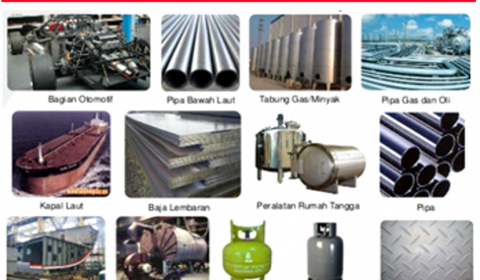 Bagian Otomotif
Pipa Bawah Laut
Tabung Gas/Minyak
Pipa Gas dan Oli
Kapal Laut
Baja Lembaran
Peralatan Rumah Tangga
Pipa